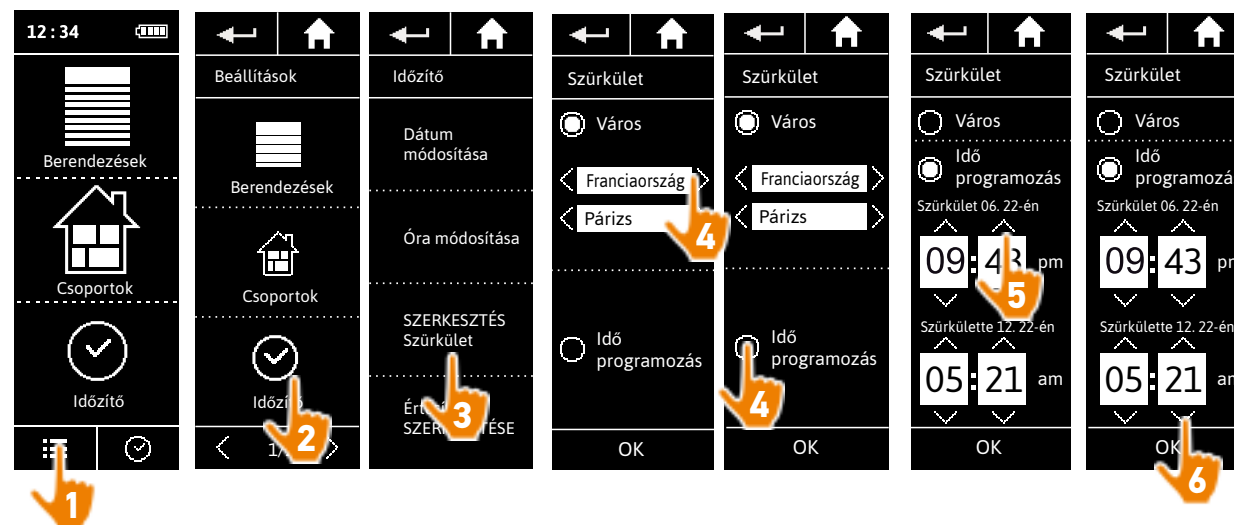 12:34
Berendezések
Csoportok
Időzítő
1
Beállítások
Berendezések
Csoportok
2
Időzítő
Dátum
módosítása
Óra módosítása
SZERKESZTÉS
Szürkület
3
Szürkület
Város
Franciaország
Párizs
4
Idő
programozás
OK
Szürkület
Város
Franciaország
Párizs
Idő
programozás
4
OK
Szürkület
Város
Idő
programozás
Szürkület 06. 22-én
09:43 pm
5
Szürkülette 12. 22-én
05:21 am
OK
Szürkület
Város
Idő
Szürkület 06. 22-én
09:43
Szürkülette 12. 22-én
05:21
OK
6